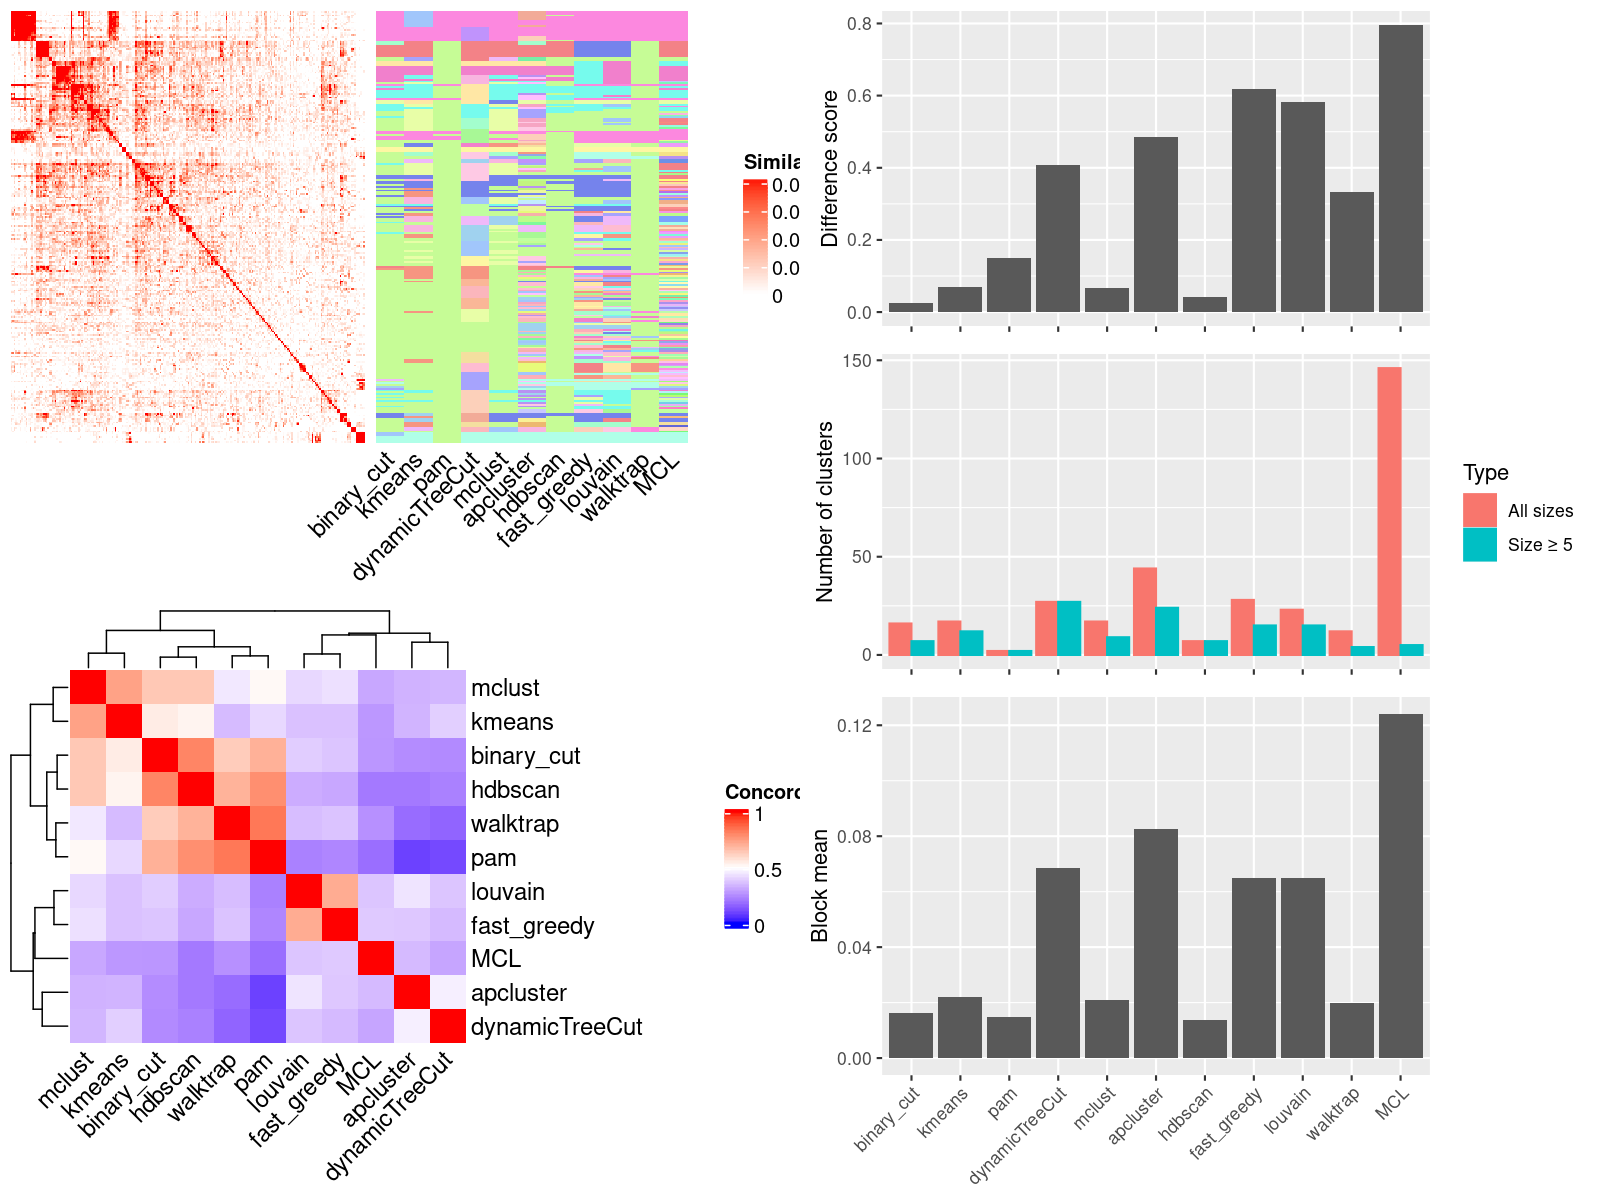 Simila
0.0
0.0
0.0
0.0
0
binary_cut
kmeans
pam
dynamicTreeCut
mclust
apcluster
hdbscan
fast_greedy
louvain
walktrap
MCL
mclust
kmeans
binary_cut
hdbscan
walktrap
pam
louvain
fast_greedy
MCL
apcluster
dynamicTreeCut
mclust
kmeans
binary_cut
hdbscan
walktrap
pam
louvain
fast_greedy
MCL
apcluster
dynamicTreeCut
Concord
1
0.5
0
Difference score
0.8
0.6
0.4
0.2
0.0
Number of clusters
150
100
50
0
Type
All sizes
Size ≥ 5
Block mean
0.12
0.08
0.04
0.00
binary_cut
kmeans
pam
dynamicTreeCut
mclust
apcluster
hdbscan
fast_greedy
louvain
walktrap
MCL